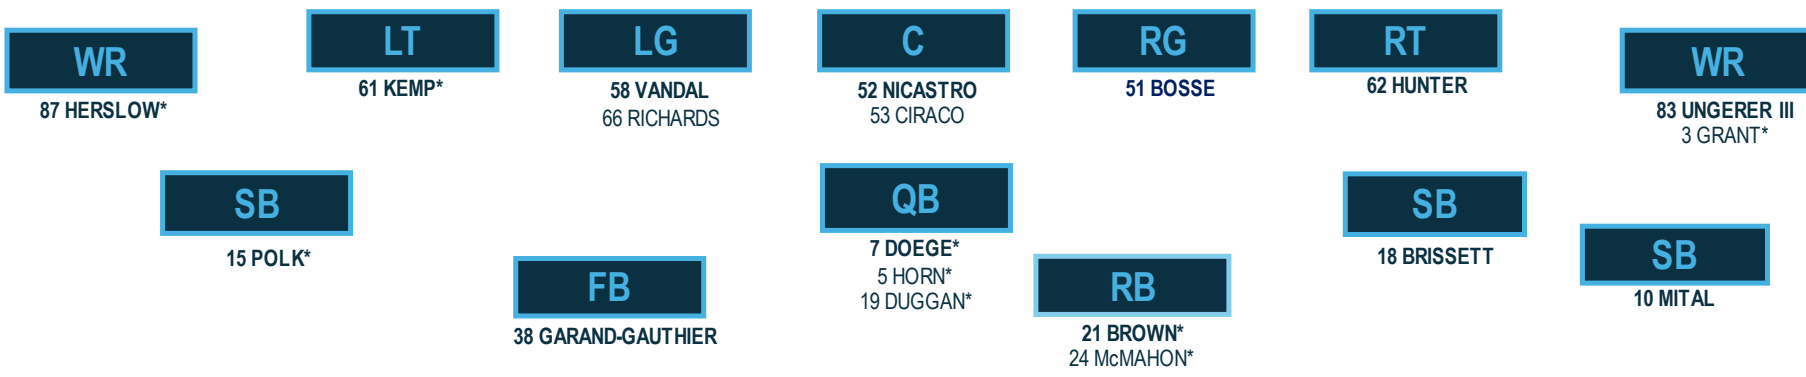 WR
87 HERSLOW*
LT
61 KEMP*
LG
58 VANDAL
66 RICHARDS
C
52 NICASTRO
53 CIRACO
RG
51 BOSSE
RT
62 HUNTER
WR
83 UNGERER III
3 GRANT*
SB
15 POLK*
FB
38 GARAND-GAUTHIER
QB
7 DOEGE*
5 HORN*
19 DUGGAN*
RB
21 BROWN*
24 McMAHON*
SB
18 BRISSETT
SB
10 MITAL